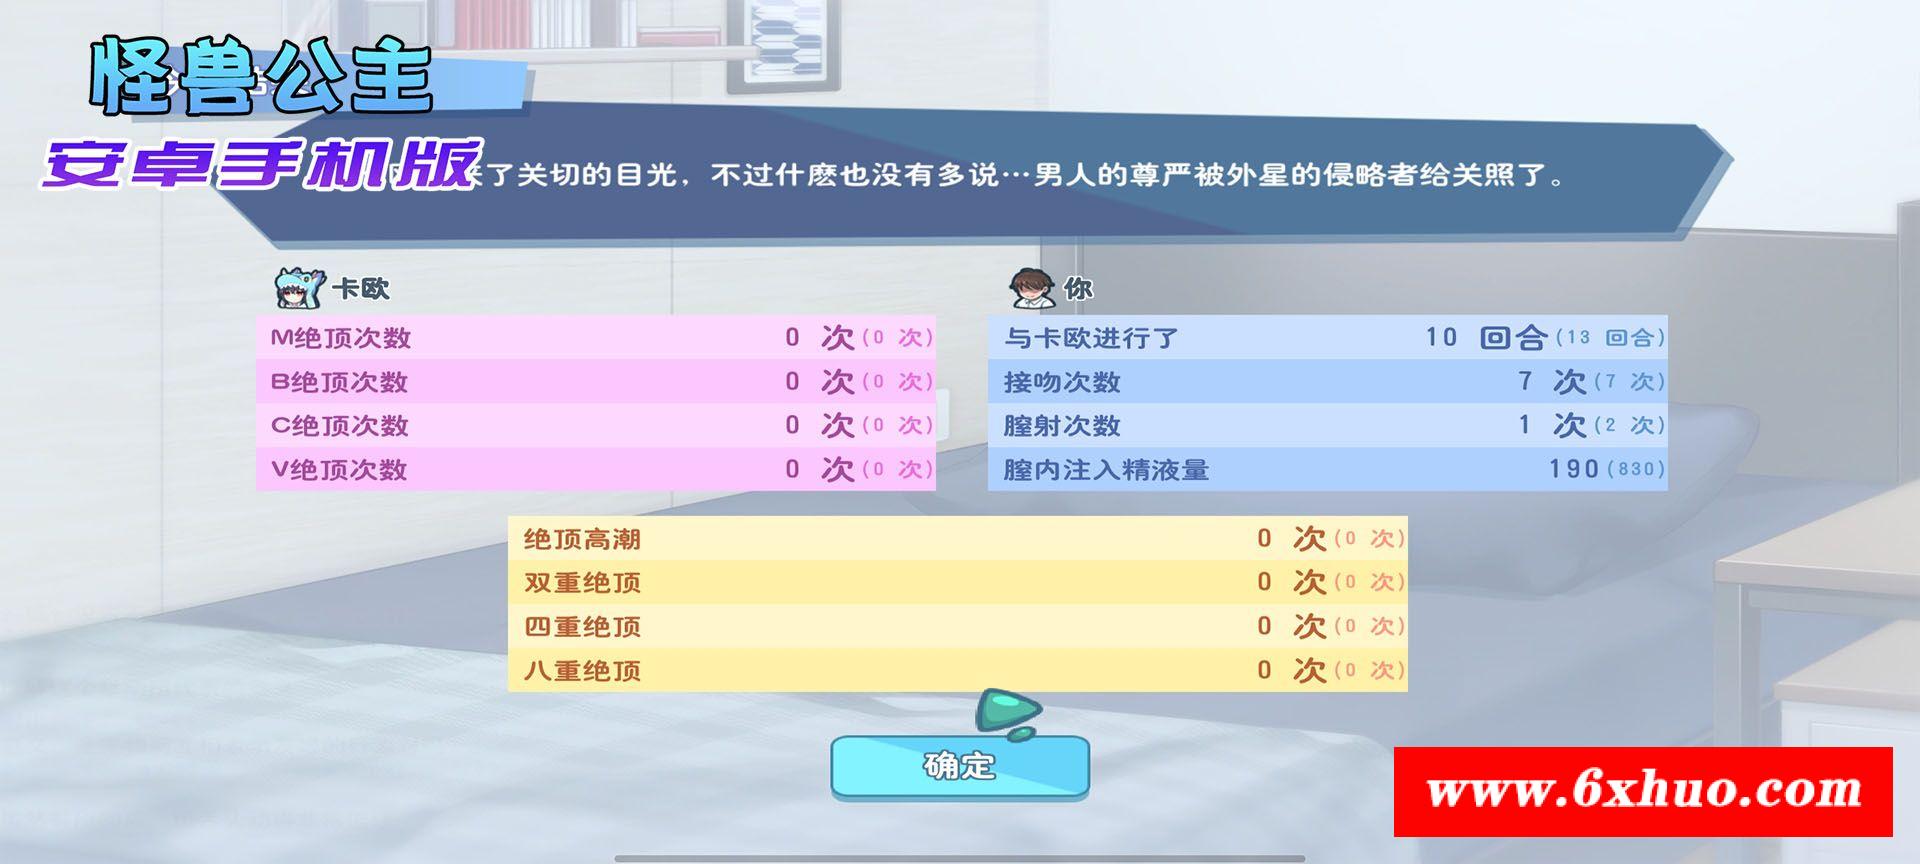 怪兽公主
安卓手机版
了关切的目光，不过什麽也没有多说…男人的尊严被外星的侵略者给关照了。
卡欧
M绝顶次数 0 次(0 次)
B绝顶次数 0 次(0 次)
C绝顶次数 0 次(0 次)
V绝顶次数 0 次(0 次)
你
与卡欧进行了 10 回合(13 回合)
接吻次数 7 次(7 次)
膣射次数 1 次(2 次)
膣内注入精液量 190(830)
绝顶高潮 0 次(0 次)
双重绝顶 0 次(0 次)
四重绝顶 0 次(0 次)
八重绝顶 0 次(0 次)
确定
www.6xhuo.com